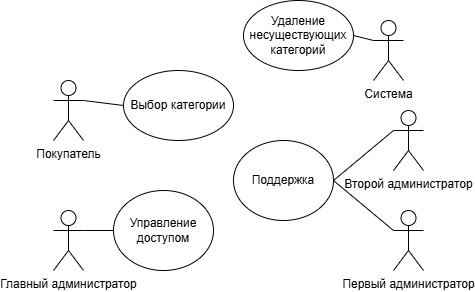 Удаление
несуществующих
категорий
Система
Выбор категории
Покупатель
Поддержка
Второй администратор
Управление
доступом
Главный администратор
Первый администратор